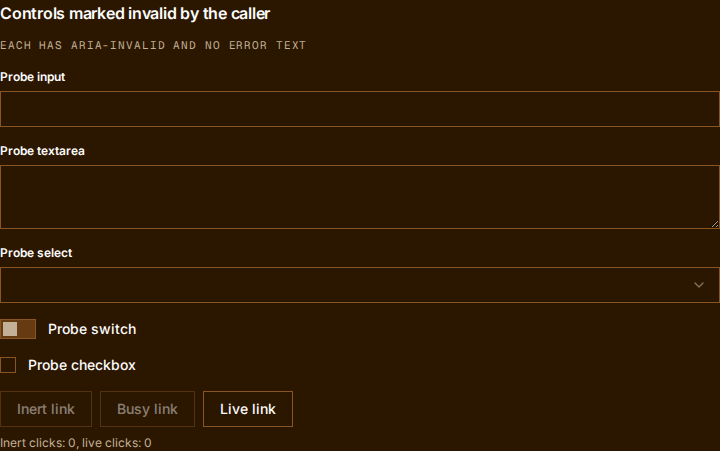 Controls marked invalid by the caller
EACH HAS ARIA-INVALID AND NO ERROR TEXT
Probe input
Probe textarea
Probe select
Probe switch
Probe checkbox
Inert link
Busy link
Live link
Inert clicks: 0, live clicks: 0